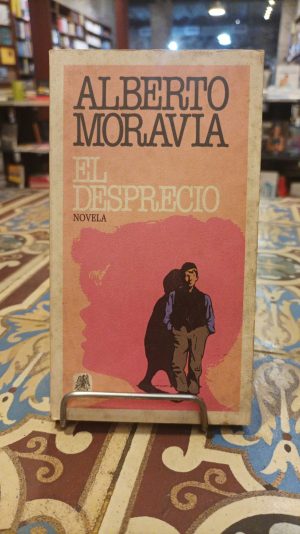 ALBERTO
MORAVIA
EL
DESPRECIO
NOVELA